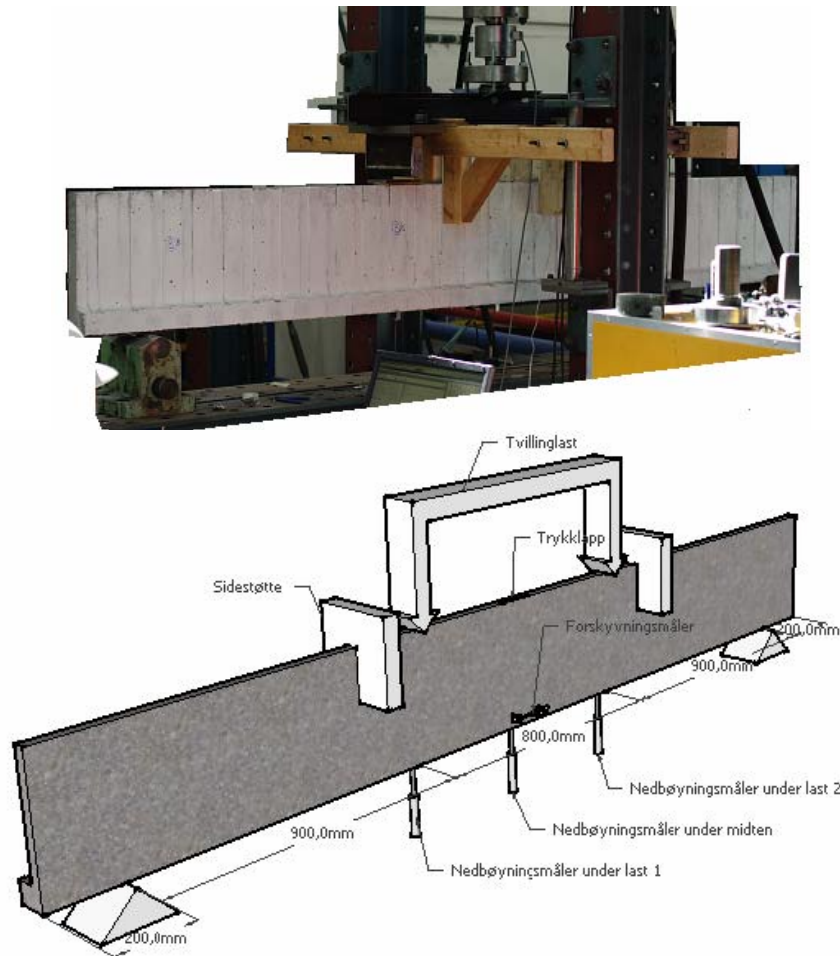 Tvillinglast
Trykklapp
Sidestøtte
Forskyvningsmåler
200,0mm
900,0mm
800,0mm
Nedbøyningsmåler under last 2
900,0mm
Nedbøyningsmåler under midten
Nedbøyningsmåler under last 1
200,0mm